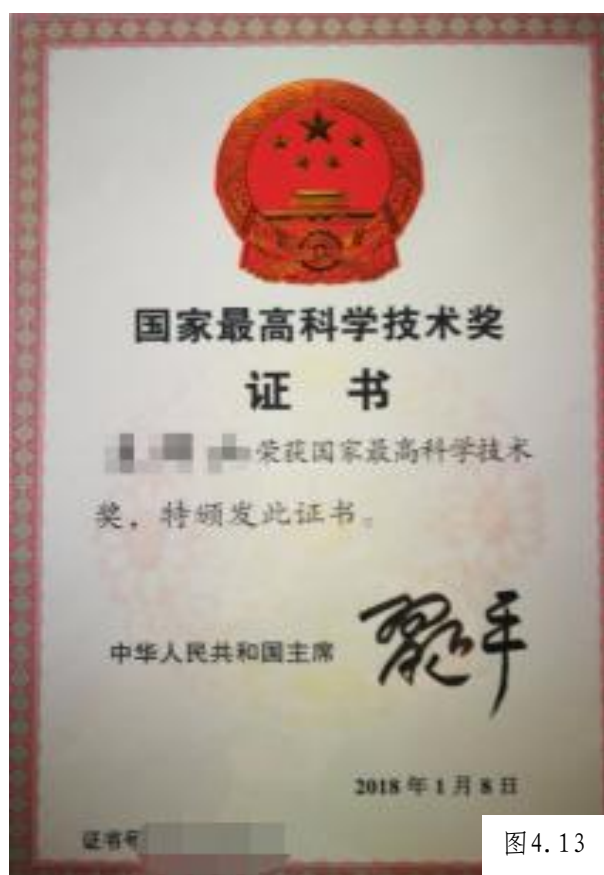 国家最高科学技术奖
证 书
荣获国家最高科学技术
奖，特颁发此证书。
中华人民共和国主席
2018年1月8日
证书号
图4.13